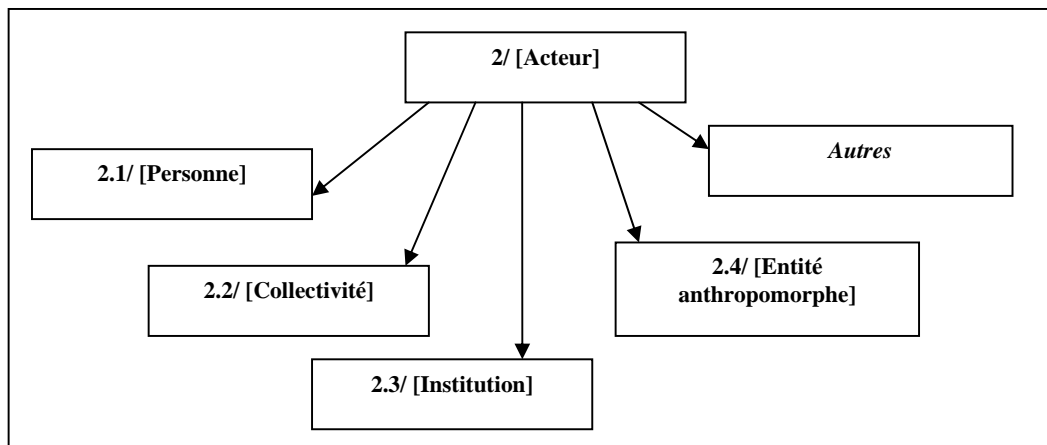 2/ [Acteur]
Autres
2.1/ [Personne]
2.4/ [Entité
anthropomorphe]
2.2/ [Collectivité]
2.3/ [Institution]